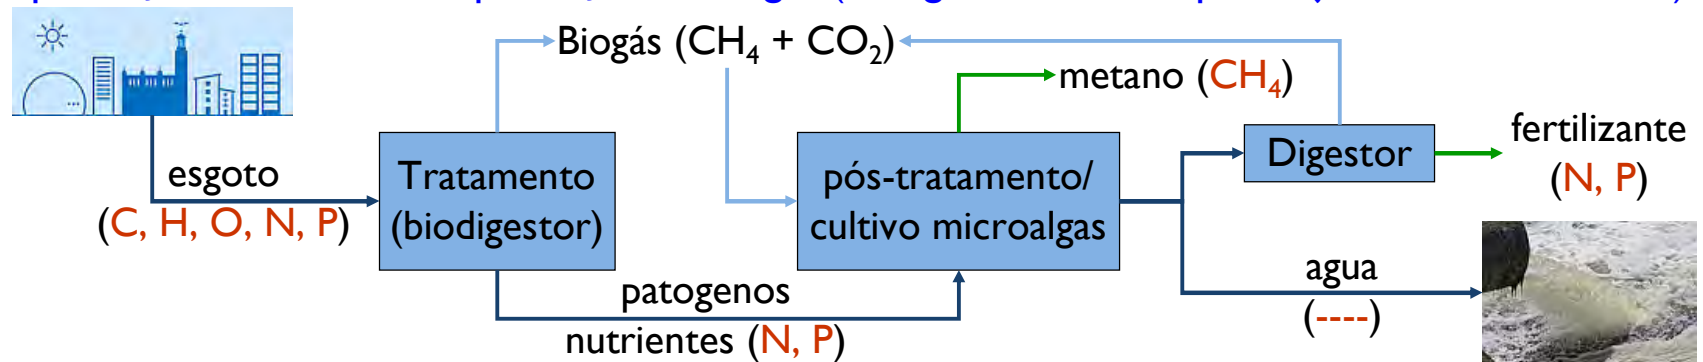 Biogás (CH₄ + CO₂)
metano (CH₄)
esgoto
(C, H, O, N, P)
Tratamento
(biodigestor)
pós-tratamento/
cultivo microalgas
Digestor
fertilizante
(N, P)
patogenos
nutrientes (N, P)
agua
(----)